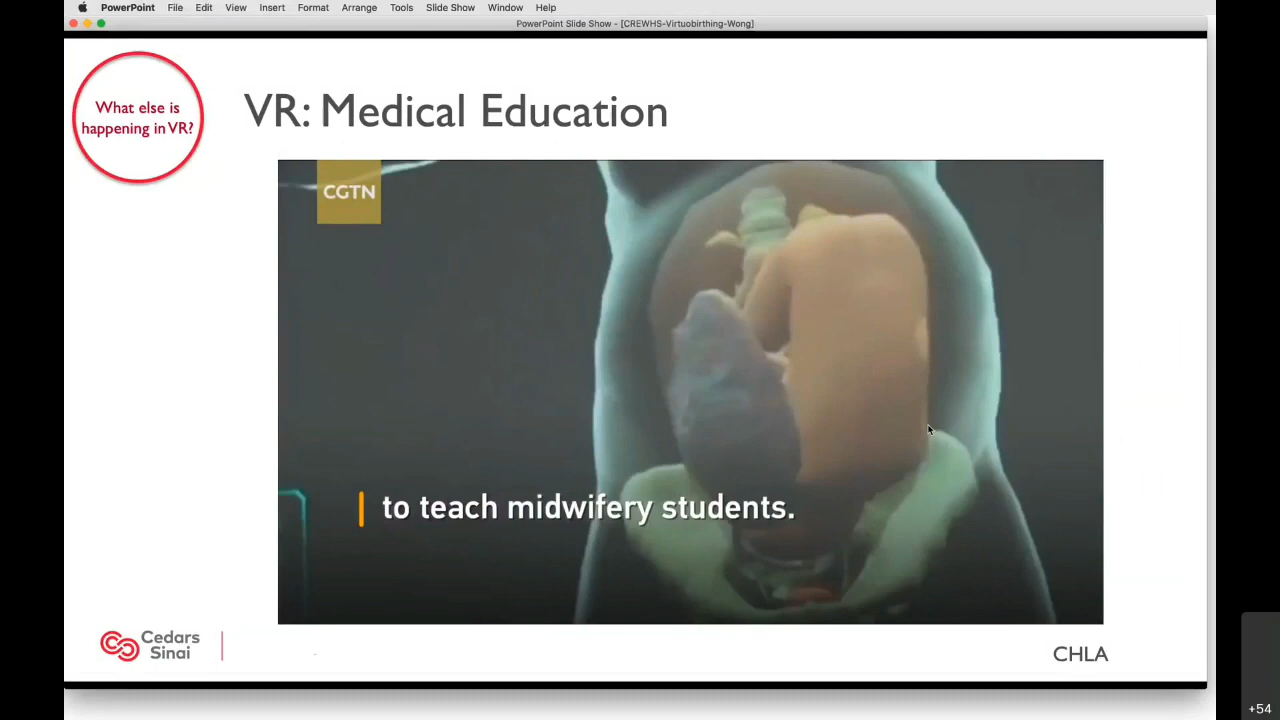 PowerPoint File Edit View Insert Format Arrange Tools Slide Show Window Help
PowerPoint Slide Show - [CREWHS-Virtuobirthing-Wong]
What else is
happening in VR?
VR: Medical Education
CGTN
to teach midwifery students.
Cedars
Sinai
CHLA
+54